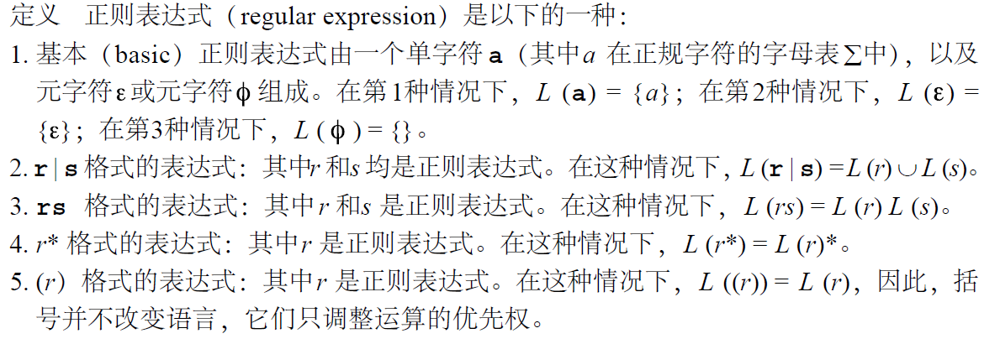 定义 正则表达式（regular expression）是以下的一种：
1. 基本（basic）正则表达式由一个单字符 a（其中a 在正规字符的字母表∑中），以及
元字符ε或元字符ϕ 组成。在第1种情况下，L (a) = {a}；在第2种情况下，L (ε) =
{ε}；在第3种情况下，L ( ϕ ) = {}。
2. r | s 格式的表达式：其中r 和s 均是正则表达式。在这种情况下，L (r | s) =L (r)∪L (s)。
3. rs 格式的表达式：其中 r 和s 是正则表达式。在这种情况下，L (rs) = L (r) L (s)。
4. r* 格式的表达式：其中r 是正则表达式。在这种情况下，L (r*) = L (r)*。
5. (r）格式的表达式：其中r 是正则表达式。在这种情况下，L ((r)) = L (r)，因此，括
号并不改变语言，它们只调整运算的优先权。